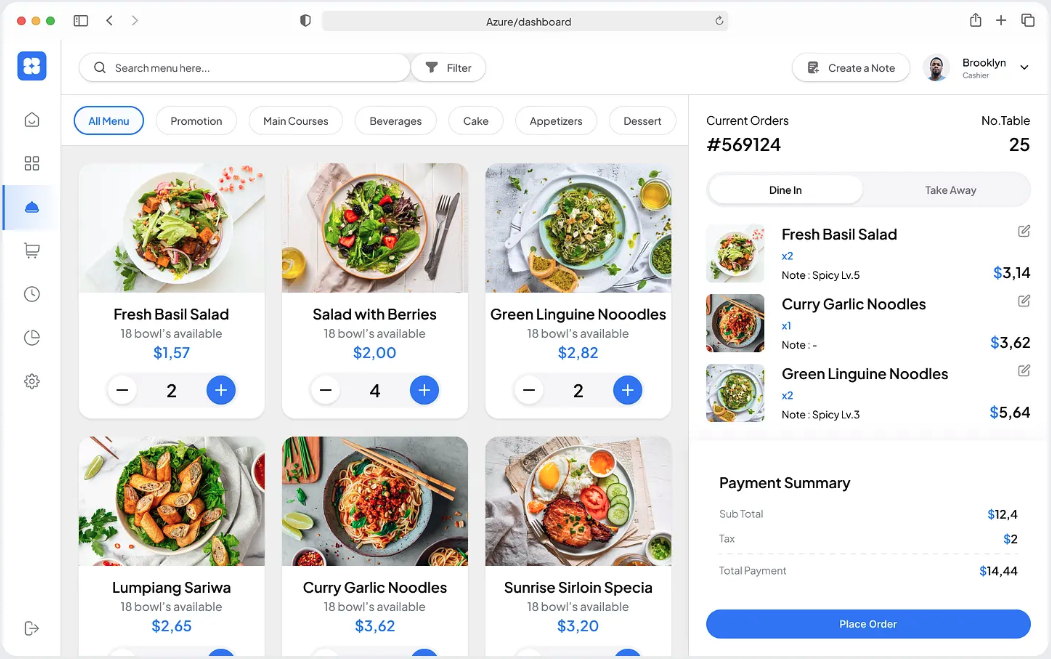 Azure/dashboard
Search menu here...
Filter
Create a Note
Brooklyn
Cashier
All Menu
Promotion
Main Courses
Beverages
Cake
Appetizers
Dessert
Fresh Basil Salad
18 bowl's available
$1,57
2
Salad with Berries
18 bowl's available
$2,00
4
Green Linguine Nooodles
18 bowl's available
$2,82
2
Lumpiang Sariwa
18 bowl's available
$2,65
Curry Garlic Noodles
18 bowl's available
$3,62
Sunrise Sirloin Specia
18 bowl's available
$3,20
Current Orders
No.Table
#569124
25
Dine In
Take Away
Fresh Basil Salad
x2
Note : Spicy Lv.5
$3,14
Curry Garlic Noodles
x1
Note : -
$3,62
Green Linguine Noodles
x2
Note : Spicy Lv.3
$5,64
Payment Summary
Sub Total
$12,4
Tax
$2
Total Payment
$14,44
Place Order